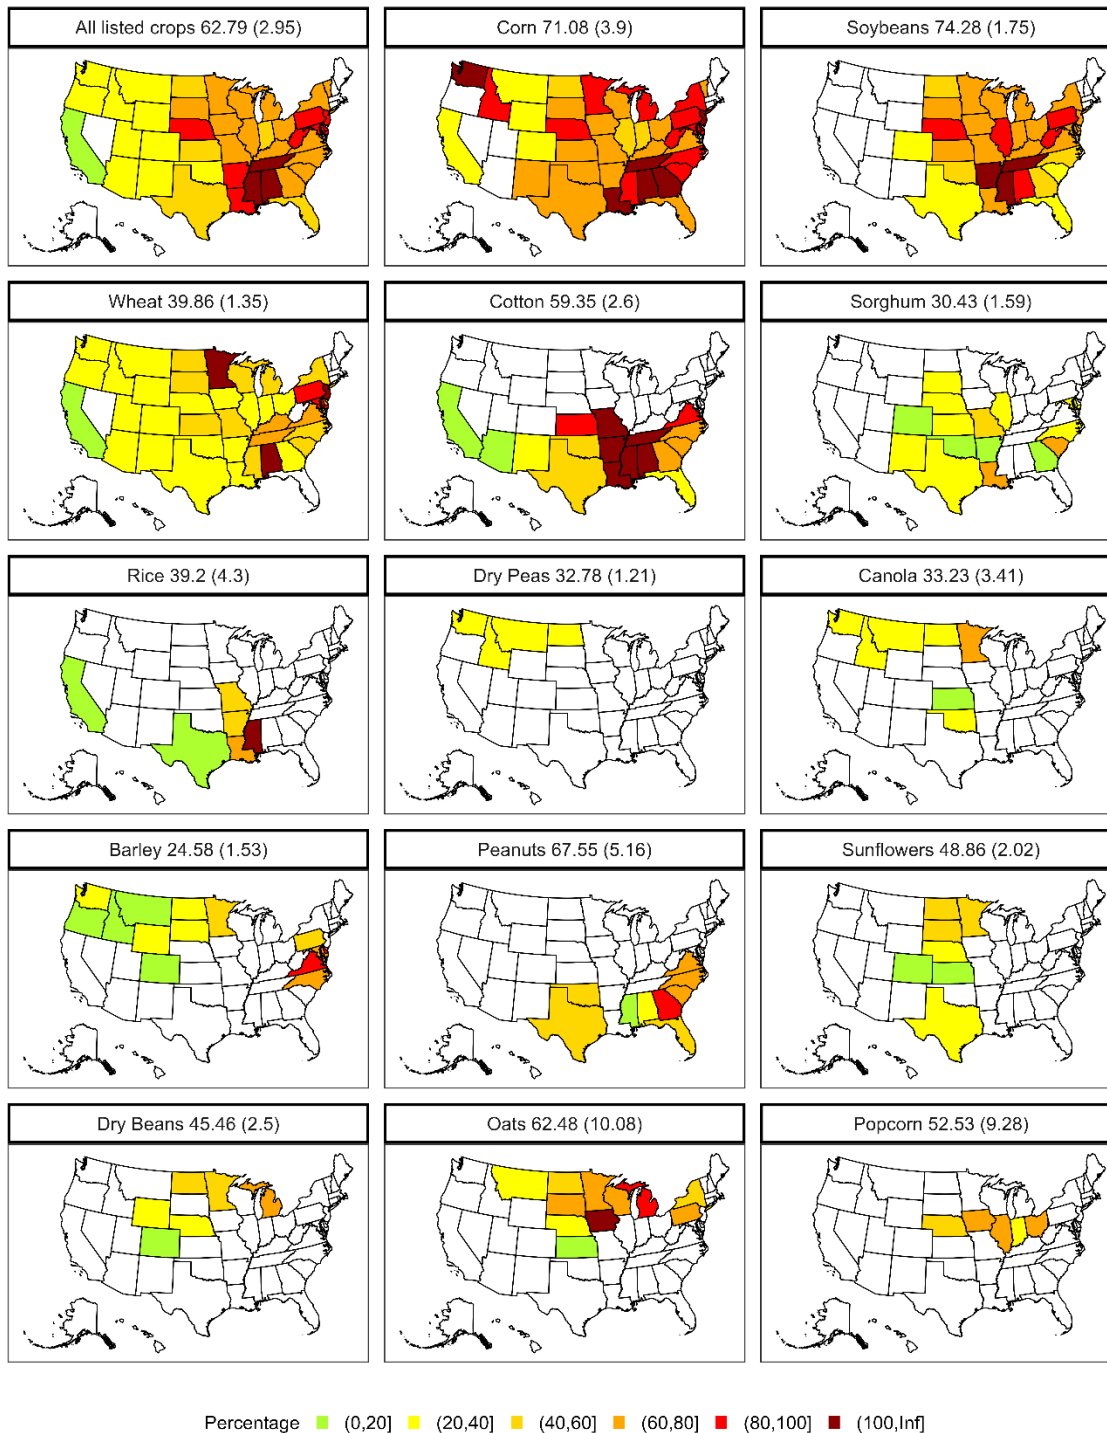 All listed crops 62.79 (2.95)
Corn 71.08 (3.9)
Soybeans 74.28 (1.75)
Wheat 39.86 (1.35)
Cotton 59.35 (2.6)
Sorghum 30.43 (1.59)
Rice 39.2 (4.3)
Dry Peas 32.78 (1.21)
Canola 33.23 (3.41)
Barley 24.58 (1.53)
Peanuts 67.55 (5.16)
Sunflowers 48.86 (2.02)
Dry Beans 45.46 (2.5)
Oats 62.48 (10.08)
Popcorn 52.53 (9.28)
Percentage (0,20] (20,40] (40,60] (60,80] (80,100] (100,Inf]